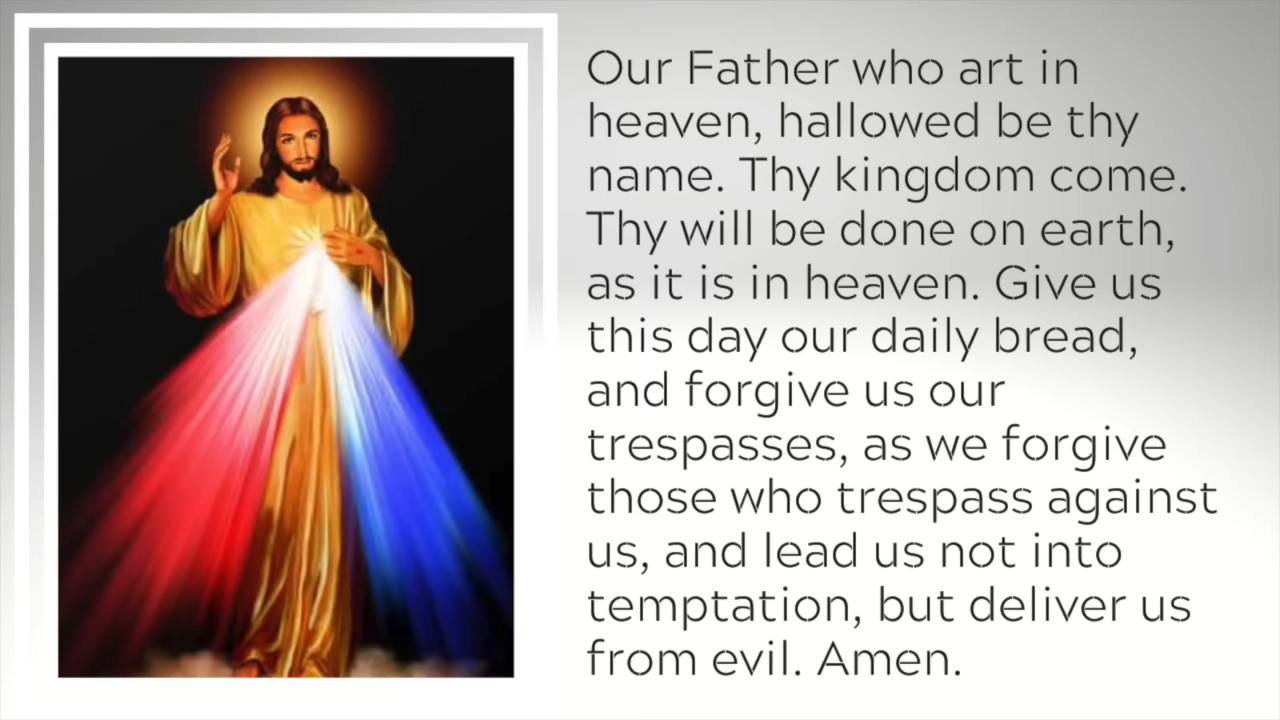 Our Father who art in
heaven, hallowed be thy
name. Thy kingdom come.
Thy will be done on earth,
as it is in heaven. Give us
this day our daily bread,
and forgive us our
trespasses, as we forgive
those who trespass against
us, and lead us not into
temptation, but deliver us
from evil. Amen.